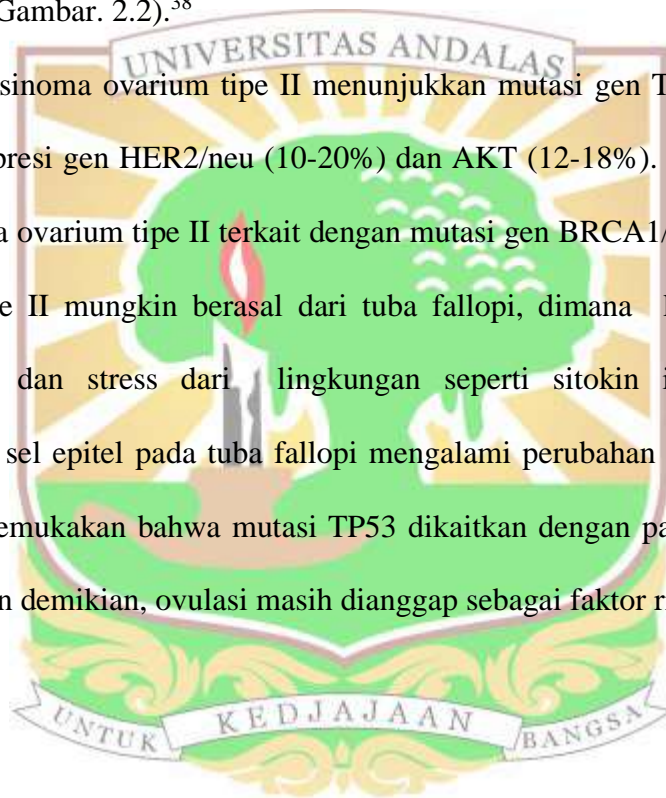 Gambar. 2.2).³⁸
UNIVERSITAS ANDALAS
sinoma ovarium tipe II menunjukkan mutasi gen T
presi gen HER2/neu (10-20%) dan AKT (12-18%).
a ovarium tipe II terkait dengan mutasi gen BRCA1/
e II mungkin berasal dari tuba fallopi, dimana
dan stress dari lingkungan seperti sitokin i
sel epitel pada tuba fallopi mengalami perubahan
emukakan bahwa mutasi TP53 dikaitkan dengan pa
n demikian, ovulasi masih dianggap sebagai faktor r
UNTUK KEDJAJAAN BANGSA